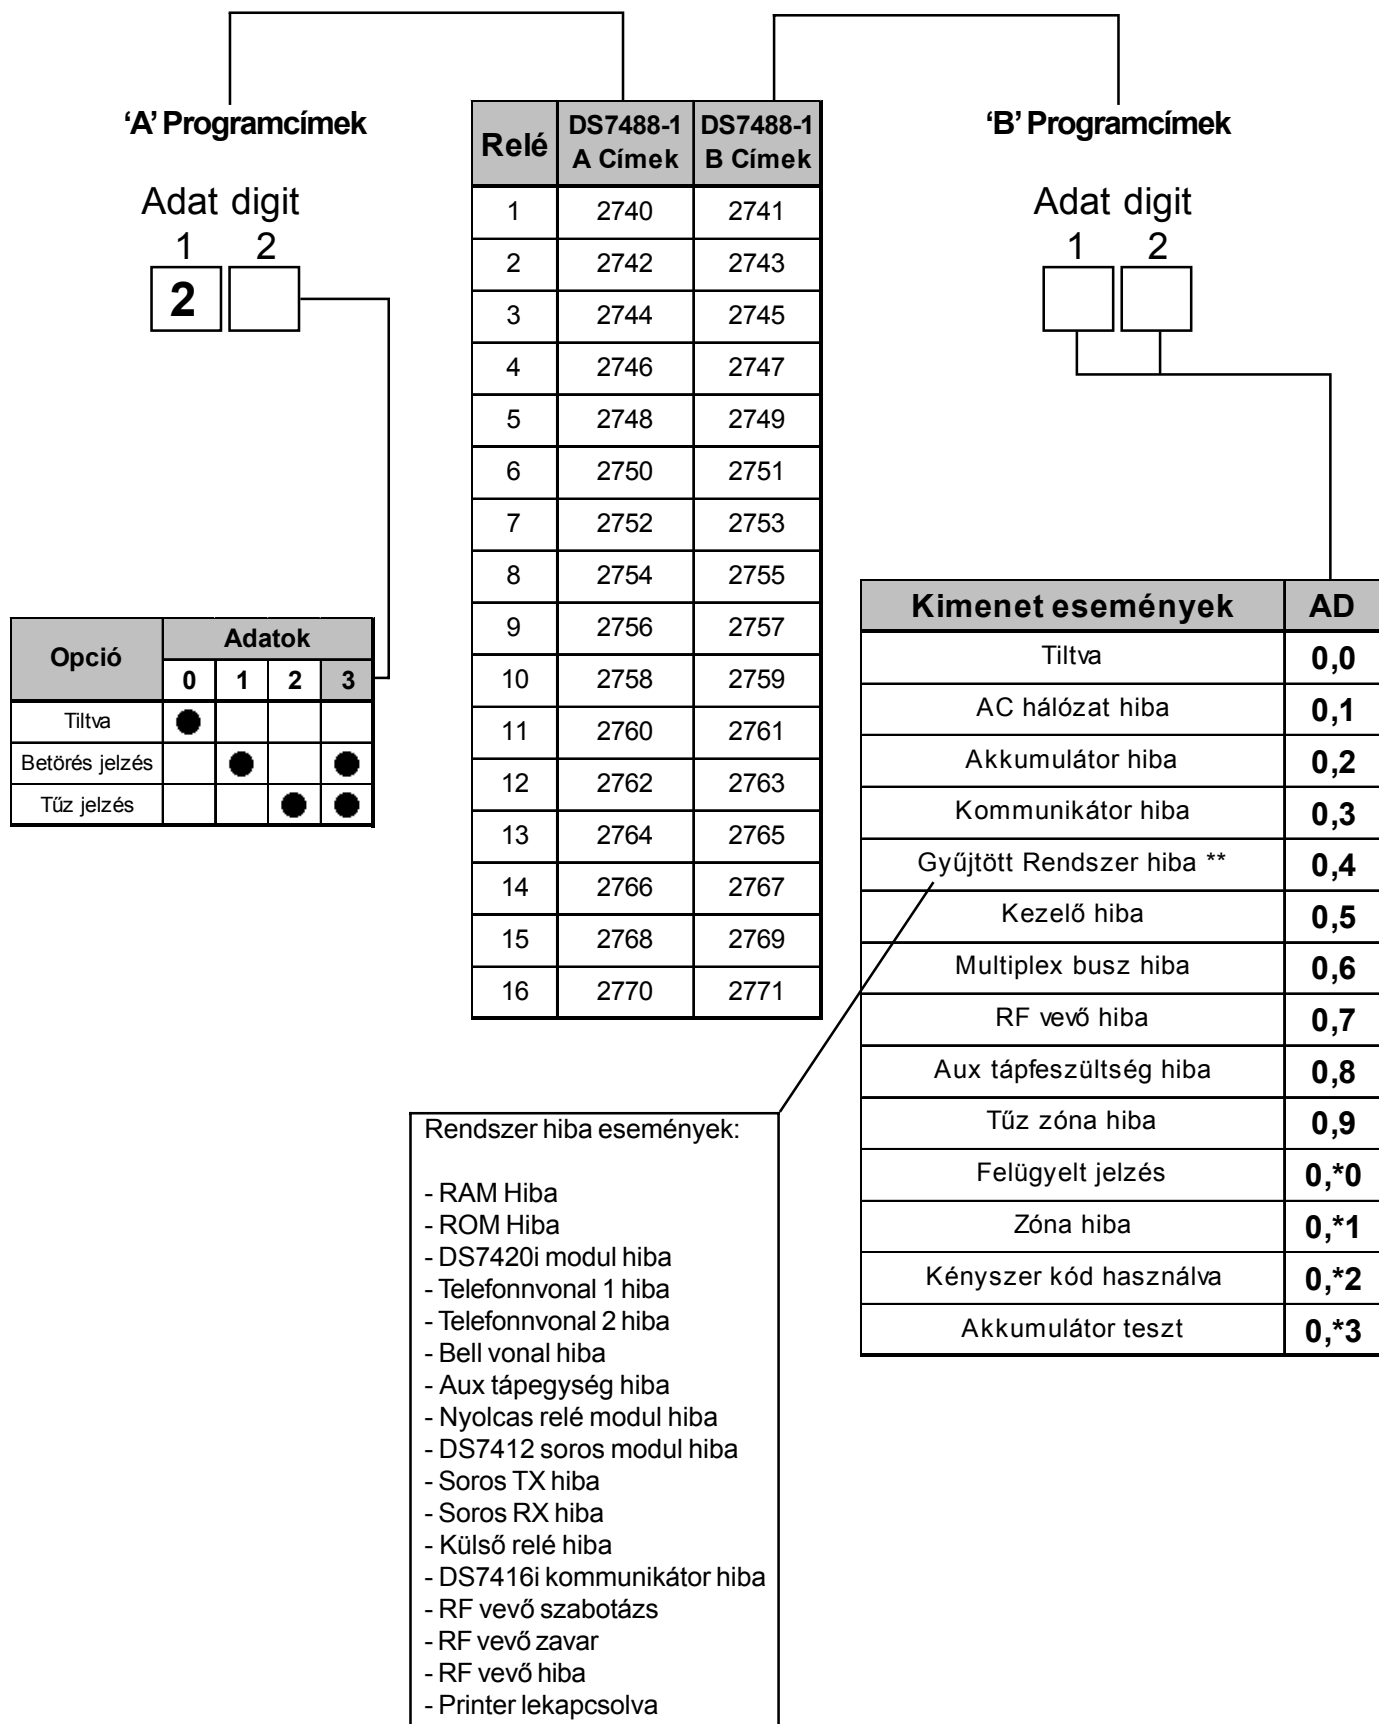 ‘A’ Programcímek
Adat digit
1 2
2
Relé DS7488-1 A Címek DS7488-1 B Címek
1 2740 2741
2 2742 2743
3 2744 2745
4 2746 2747
5 2748 2749
6 2750 2751
7 2752 2753
8 2754 2755
9 2756 2757
10 2758 2759
11 2760 2761
12 2762 2763
13 2764 2765
14 2766 2767
15 2768 2769
16 2770 2771
‘B’ Programcímek
Adat digit
1 2
Opció Adatok
0 1 2 3
Tiltva
Betörés jelzés
Tűz jelzés
Kimenet események AD
Tiltva 0,0
AC hálózat hiba 0,1
Akkumulátor hiba 0,2
Kommunikátor hiba 0,3
Gyűjtött Rendszer hiba ** 0,4
Kezelő hiba 0,5
Multiplex busz hiba 0,6
RF vevő hiba 0,7
Aux tápfeszültség hiba 0,8
Tűz zóna hiba 0,9
Felügyelt jelzés 0,*0
Zóna hiba 0,*1
Kényszer kód használva 0,*2
Akkumulátor teszt 0,*3
Rendszer hiba események:
- RAM Hiba
- ROM Hiba
- DS7420i modul hiba
- Telefonnvonal 1 hiba
- Telefonnvonal 2 hiba
- Bell vonal hiba
- Aux tápegység hiba
- Nyolcas relé modul hiba
- DS7412 soros modul hiba
- Soros TX hiba
- Soros RX hiba
- Külső relé hiba
- DS7416i kommunikátor hiba
- RF vevő szabotázs
- RF vevő zavar
- RF vevő hiba
- Printer lekapcsolva